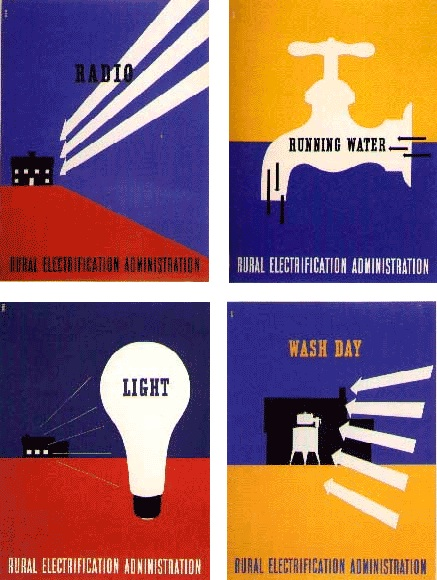 RADIO
RURAL ELECTRIFICATION ADMINISTRATION
RUNNING WATER
RURAL ELECTRIFICATION ADMINISTRATION
LIGHT
RURAL ELECTRIFICATION ADMINISTRATION
WASH DAY
RURAL ELECTRIFICATION ADMINISTRATION